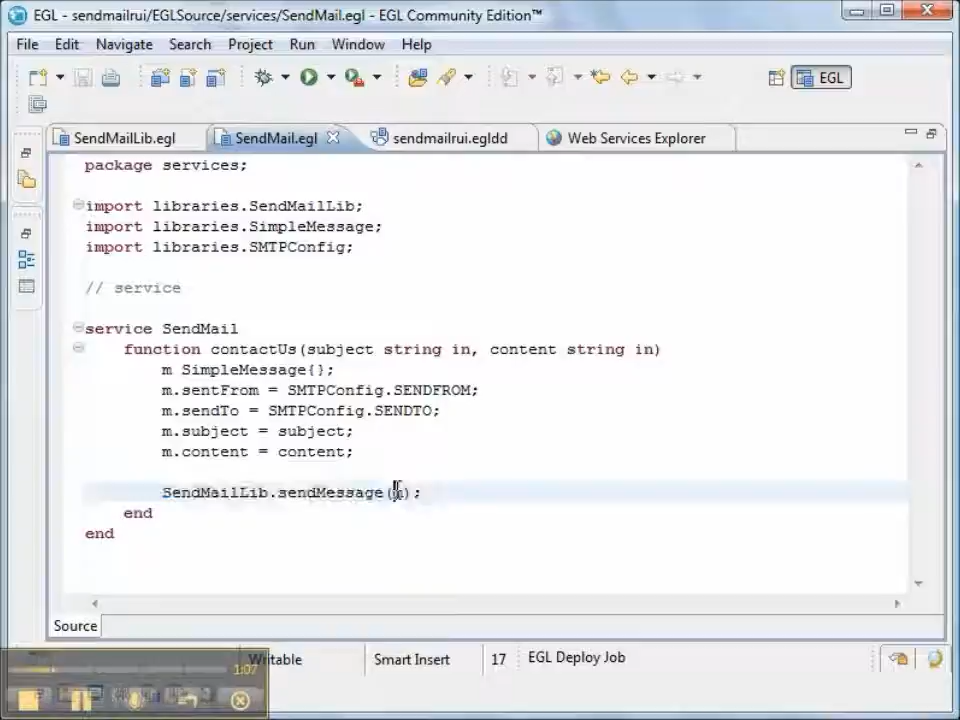 EGL - sendmailrui/EGLSource/services/SendMail.egl - EGL Community Edition™
File Edit Navigate Search Project Run Window Help
EGL
SendMailLib.egl SendMail.egl sendmailrui.egldd Web Services Explorer
package services;
import libraries.SendMailLib;
import libraries.SimpleMessage;
import libraries.SMTPConfig;
// service
service SendMail
function contactUs(subject string in, content string in)
m SimpleMessage{};
m.sentFrom = SMTPConfig.SENDFROM;
m.sendTo = SMTPConfig.SENDTO;
m.subject = subject;
m.content = content;
SendMailLib.sendMessage(m);
end
end
Source
Writable Smart Insert 17 EGL Deploy Job
1:07